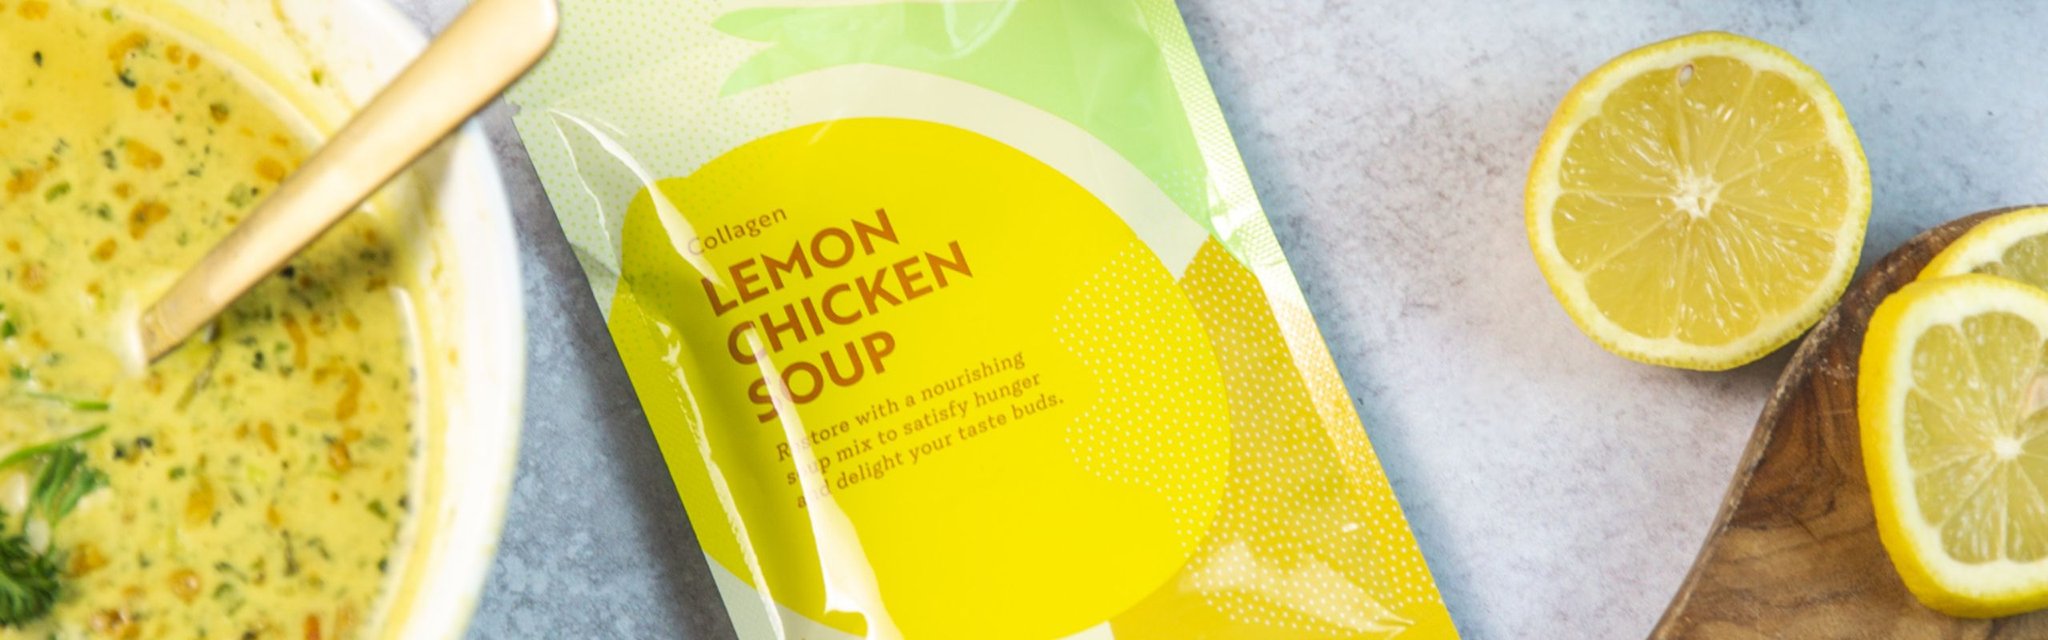 Collagen
LEMON
CHICKEN
SOUP
Restore with a nourishing
soup mix to satisfy hunger
and delight your taste buds.